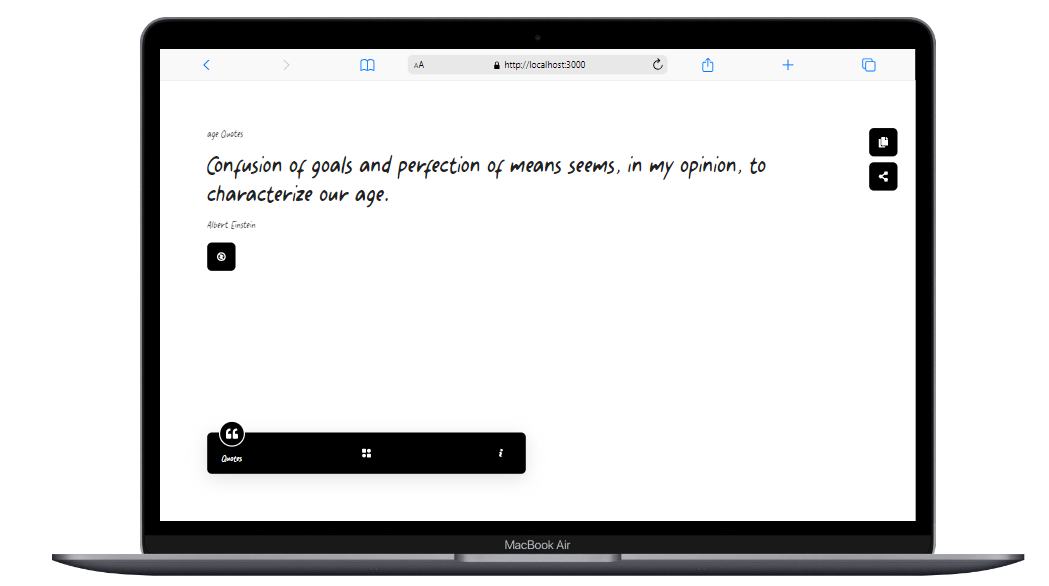 AA http://localhost:3000
age Quotes
Confusion of goals and perfection of means seems, in my opinion, to
characterize our age.
Albert Einstein
Quotes
MacBook Air